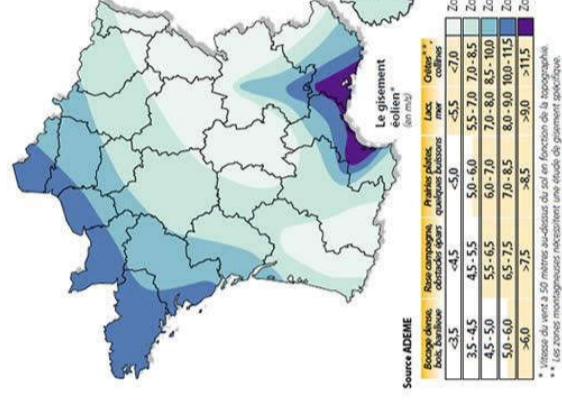 Le gisement
éolien*
(en m/s)
Source ADEME
Bocage dense, bois, banlieue
Rase campagne, obstacles épars
Prairies plates, quelques buissons
Lacs, mer
Crêtes**, collines
<3,5 <4,5 <5,0 <5,5 <7,0 Zo
3,5 - 4,5 4,5 - 5,5 5,0 - 6,0 5,5 - 7,0 7,0 - 8,5 Zo
4,5 - 5,0 5,5 - 6,5 6,0 - 7,0 7,0 - 8,0 8,5 - 10,0 Zo
5,0 - 6,0 6,5 - 7,5 7,0 - 8,5 8,0 - 9,0 10,0 - 11,5 Zo
>6,0 >7,5 >8,5 >9,0 >11,5 Zo
* Vitesse du vent à 50 mètres au-dessus du sol en fonction de la topographie.
** Les zones montagneuses nécessitent une étude de gisement spécifique.